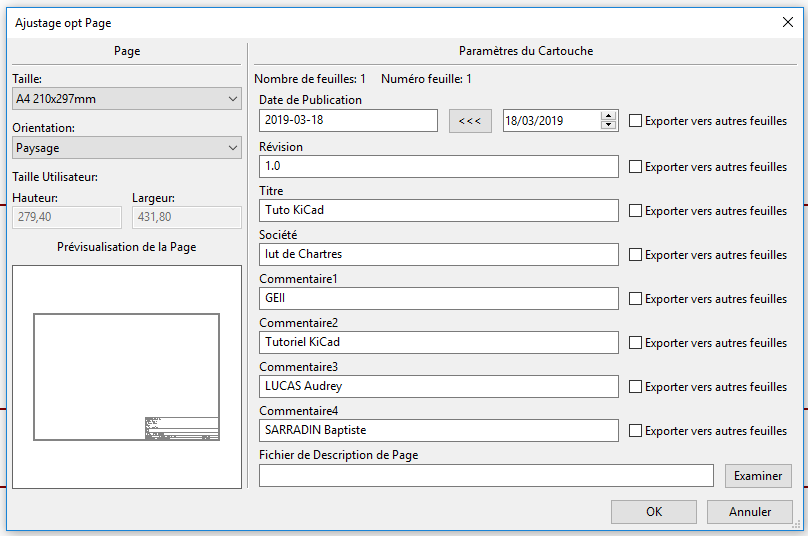 Ajustage opt Page
Page
Taille:
A4 210x297mm
Orientation:
Paysage
Taille Utilisateur:
Hauteur: Largeur:
279,40 431,80
Prévisualisation de la Page
Paramètres du Cartouche
Nombre de feuilles: 1 Numéro feuille: 1
Date de Publication
2019-03-18 <<< 18/03/2019 Exporter vers autres feuilles
Révision
1.0 Exporter vers autres feuilles
Titre
Tuto KiCad Exporter vers autres feuilles
Société
Iut de Chartres Exporter vers autres feuilles
Commentaire1
GEII Exporter vers autres feuilles
Commentaire2
Tutoriel KiCad Exporter vers autres feuilles
Commentaire3
LUCAS Audrey Exporter vers autres feuilles
Commentaire4
SARRADIN Baptiste Exporter vers autres feuilles
Fichier de Description de Page
Examiner
OK Annuler